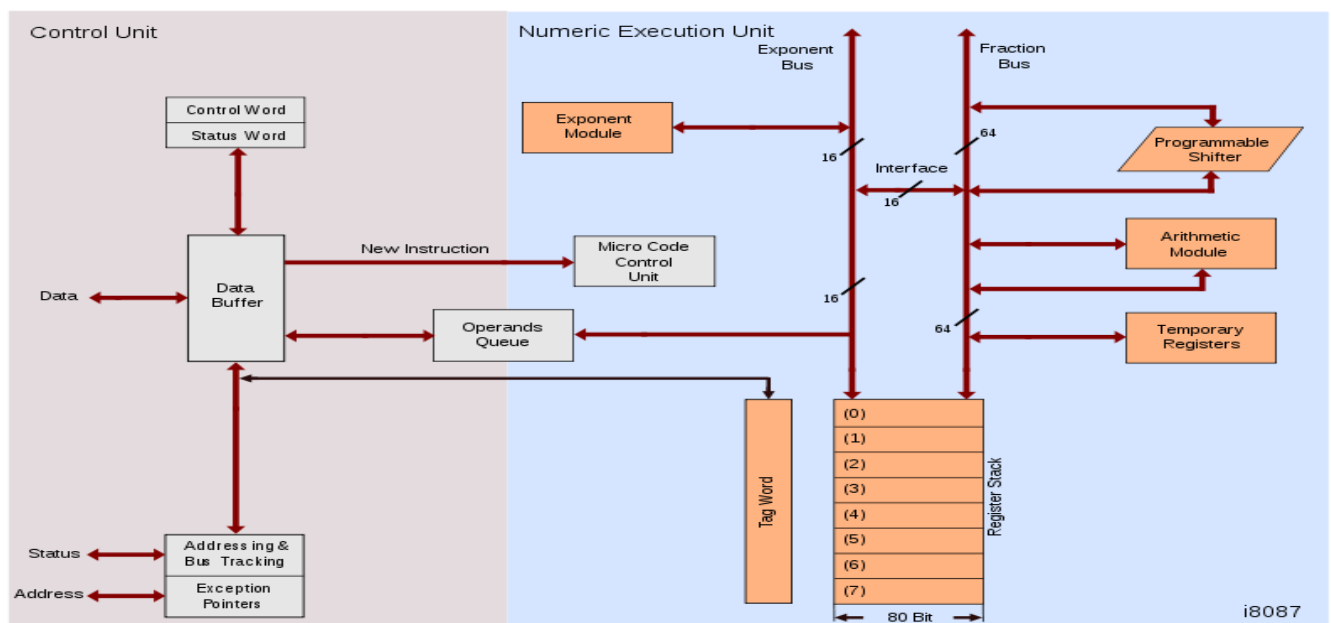 Control Unit
Numeric Execution Unit
Exponent
Bus
Fraction
Bus
Control Word
Status Word
Exponent
Module
64
Programmable
Shifter
16
Interface
16
New Instruction
Micro Code
Control
Unit
Arithmetic
Module
Data
Data
Buffer
16
Operands
Queue
64
Temporary
Registers
Tag Word
(0)
(1)
(2)
(3)
(4)
(5)
(6)
(7)
Register Stack
Status
Addressing &
Bus Tracking
Address
Exception
Pointers
80 Bit
i8087